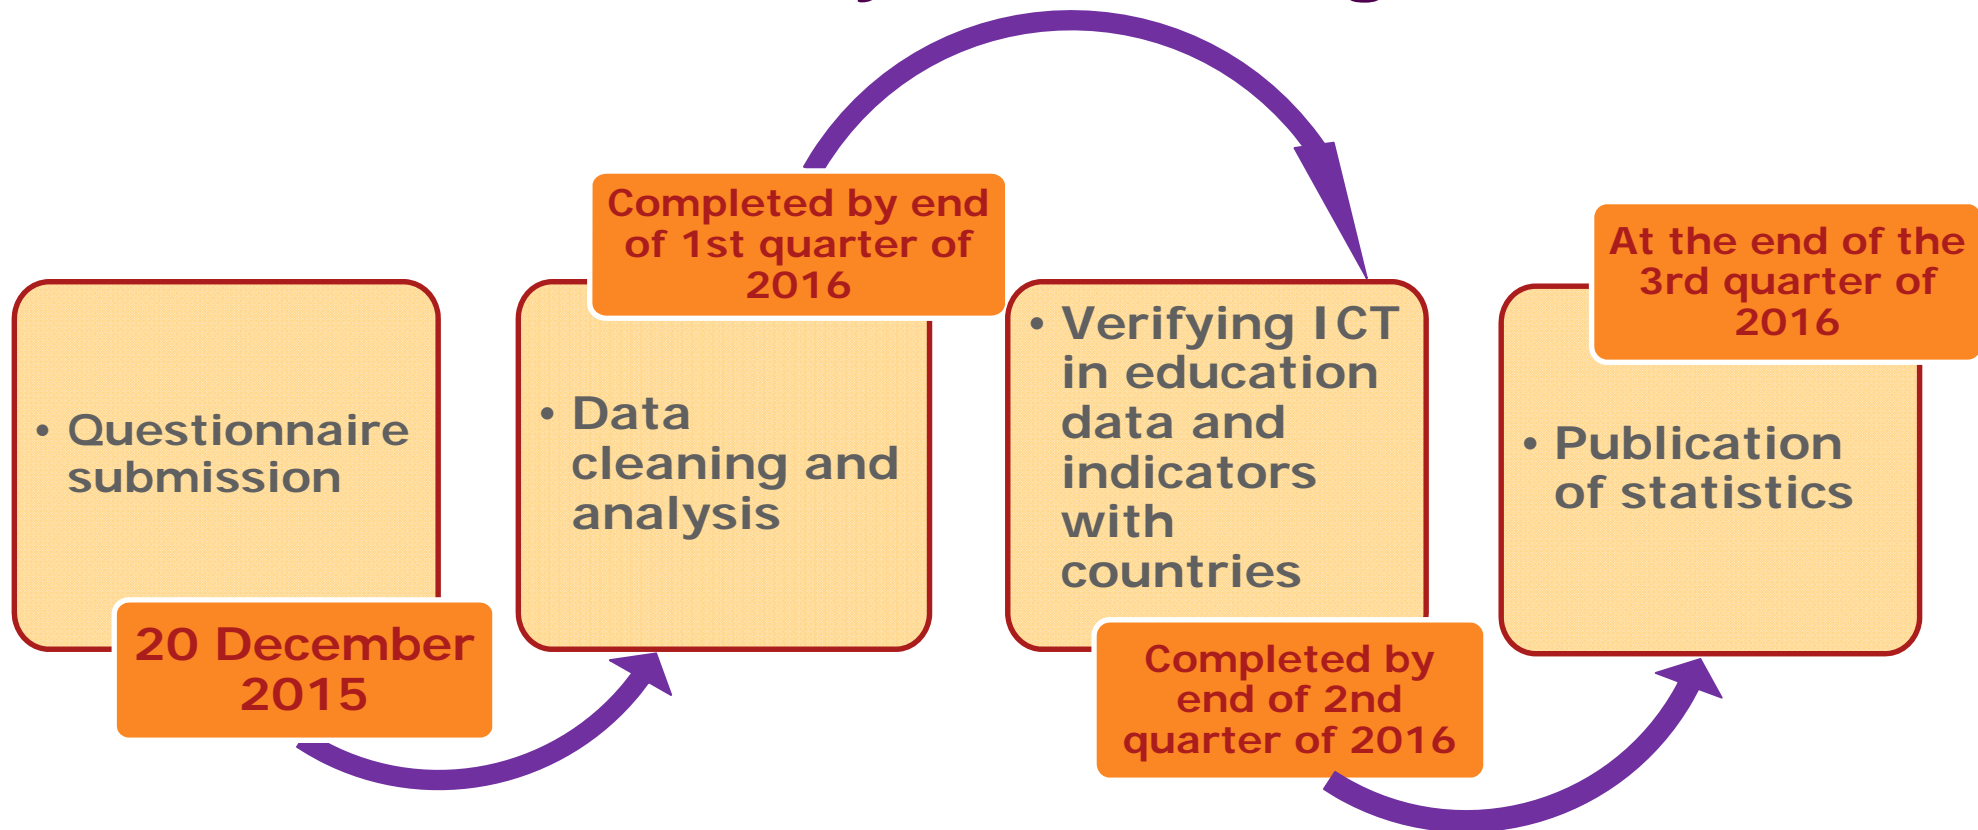 • Questionnaire
submission
20 December
2015
Completed by end
of 1st quarter of
2016
• Data
cleaning and
analysis
• Verifying ICT
in education
data and
indicators
with
countries
Completed by
end of 2nd
quarter of 2016
At the end of the
3rd quarter of
2016
• Publication
of statistics